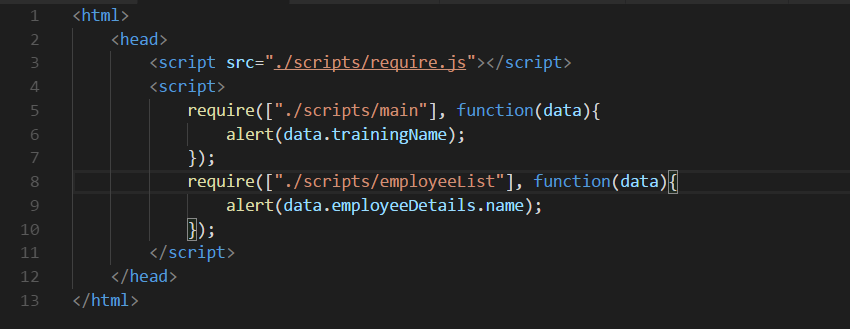 1 <html>
2 <head>
3 <script src="./scripts/require.js"></script>
4 <script>
5 require(["./scripts/main"], function(data){
6 alert(data.trainingName);
7 });
8 require(["./scripts/employeeList"], function(data){
9 alert(data.employeeDetails.name);
10 });
11 </script>
12 </head>
13 </html>